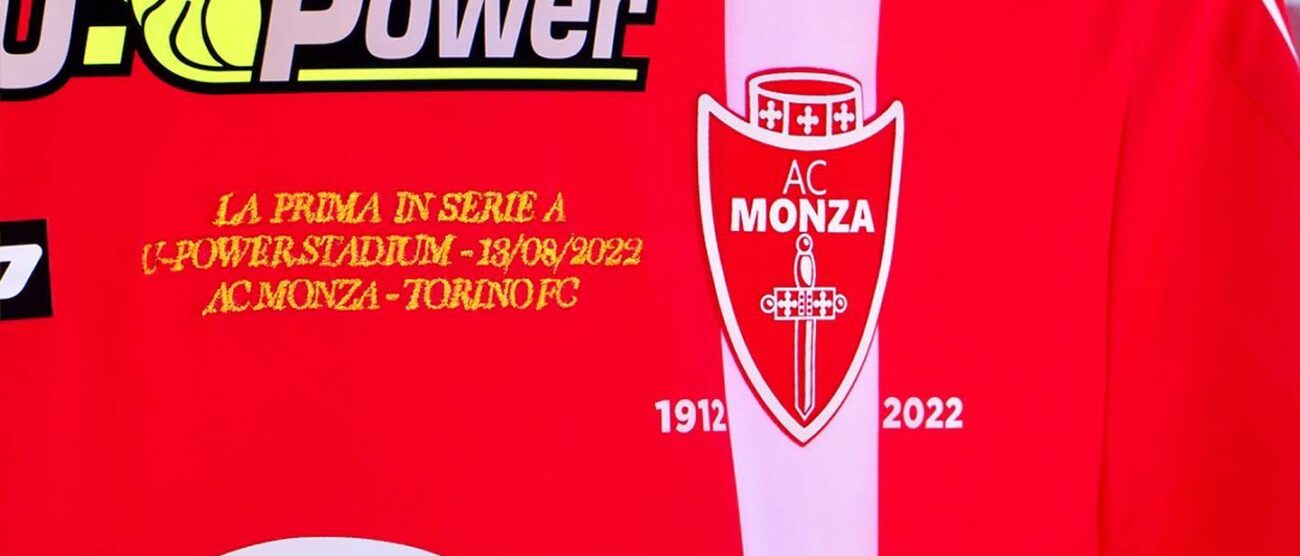 U-Power
LA PRIMA IN SERIE A
U-POWER STADIUM - 13/08/2022
AC MONZA - TORINO FC
AC
MONZA
1912
2022